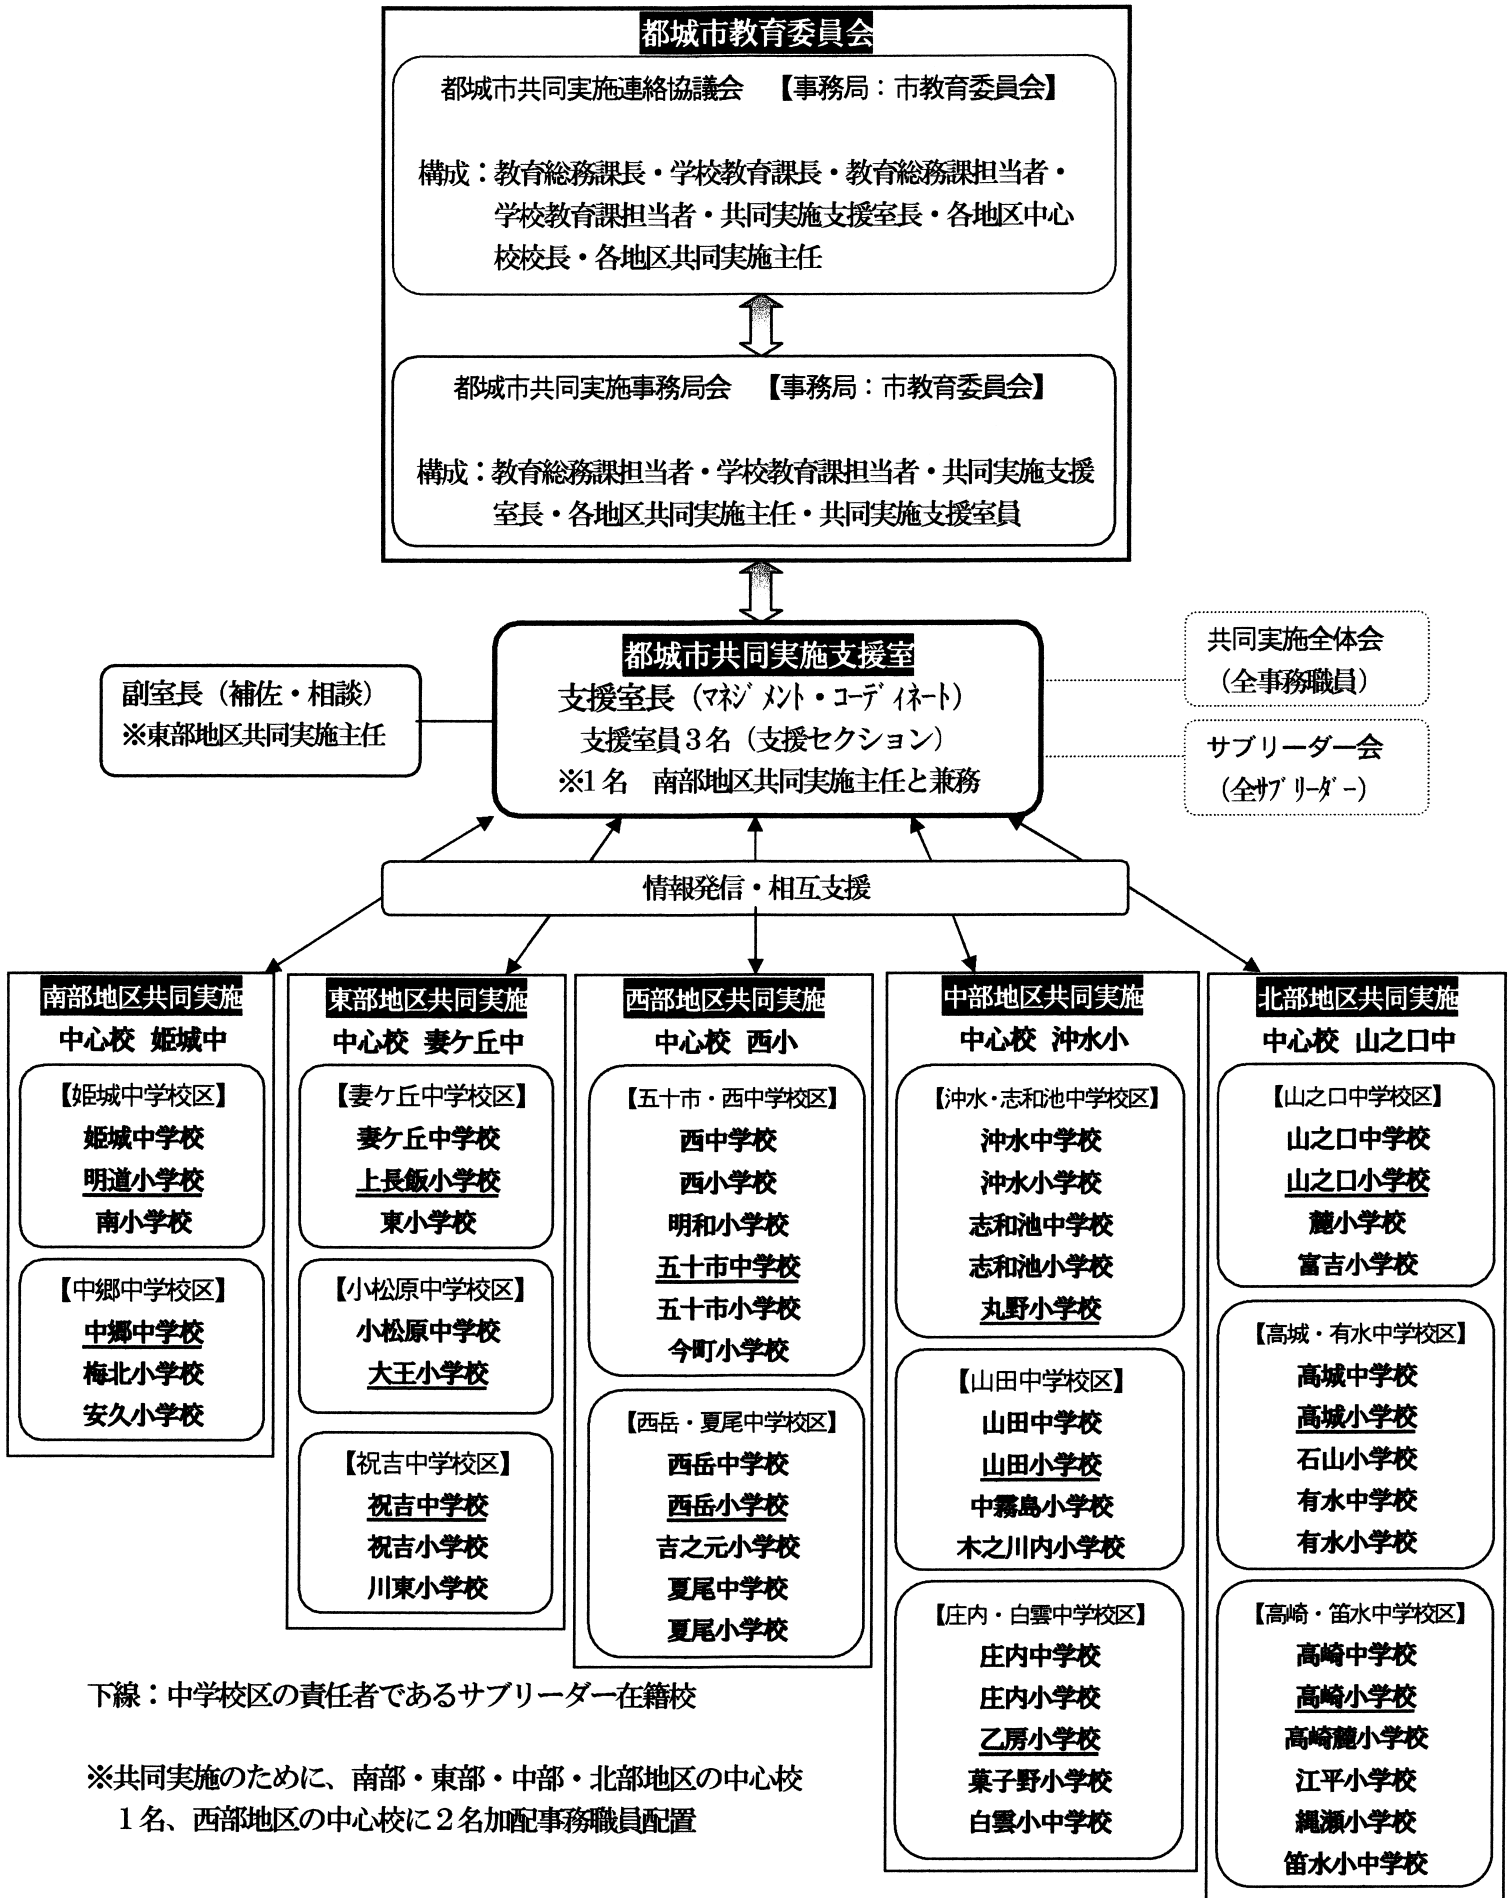 都城市教育委員会
都城市共同実施連絡協議会　【事務局：市教育委員会】
構成：教育総務課長・学校教育課長・教育総務課担当者・
学校教育課担当者・共同実施支援室長・各地区中心
校校長・各地区共同実施主任
都城市共同実施事務局会　【事務局：市教育委員会】
構成：教育総務課担当者・学校教育課担当者・共同実施支援
室長・各地区共同実施主任・共同実施支援室員
都城市共同実施支援室
支援室長（ﾏﾈｼﾞﾒﾝﾄ・ｺｰﾃﾞｨﾈｰﾄ）
支援室員３名（支援セクション）
※1名　南部地区共同実施主任と兼務
副室長（補佐・相談）
※東部地区共同実施主任
共同実施全体会
（全事務職員）
サブリーダー会
（全ｻﾌﾞﾘｰﾀﾞｰ）
情報発信・相互支援
南部地区共同実施
中心校 姫城中
【姫城中学校区】
姫城中学校
明道小学校
南小学校
【中郷中学校区】
中郷中学校
梅北小学校
安久小学校
東部地区共同実施
中心校 妻ケ丘中
【妻ケ丘中学校区】
妻ケ丘中学校
上長飯小学校
東小学校
【小松原中学校区】
小松原中学校
大王小学校
【祝吉中学校区】
祝吉中学校
祝吉小学校
川東小学校
西部地区共同実施
中心校 西小
【五十市・西中学校区】
西中学校
西小学校
明和小学校
五十市中学校
五十市小学校
今町小学校
【西岳・夏尾中学校区】
西岳中学校
西岳小学校
吉之元小学校
夏尾中学校
夏尾小学校
中部地区共同実施
中心校 沖水小
【沖水・志和池中学校区】
沖水中学校
沖水小学校
志和池中学校
志和池小学校
丸野小学校
【山田中学校区】
山田中学校
山田小学校
中霧島小学校
木之川内小学校
【庄内・白雲中学校区】
庄内中学校
庄内小学校
乙房小学校
菓子野小学校
白雲小中学校
北部地区共同実施
中心校 山之口中
【山之口中学校区】
山之口中学校
山之口小学校
麓小学校
富吉小学校
【高城・有水中学校区】
高城中学校
高城小学校
石山小学校
有水中学校
有水小学校
【高崎・笛水中学校区】
高崎中学校
高崎小学校
高崎麓小学校
江平小学校
縄瀬小学校
笛水小中学校
下線：中学校区の責任者であるサブリーダー在籍校
※共同実施のために、南部・東部・中部・北部地区の中心校
１名、西部地区の中心校に２名加配事務職員配置